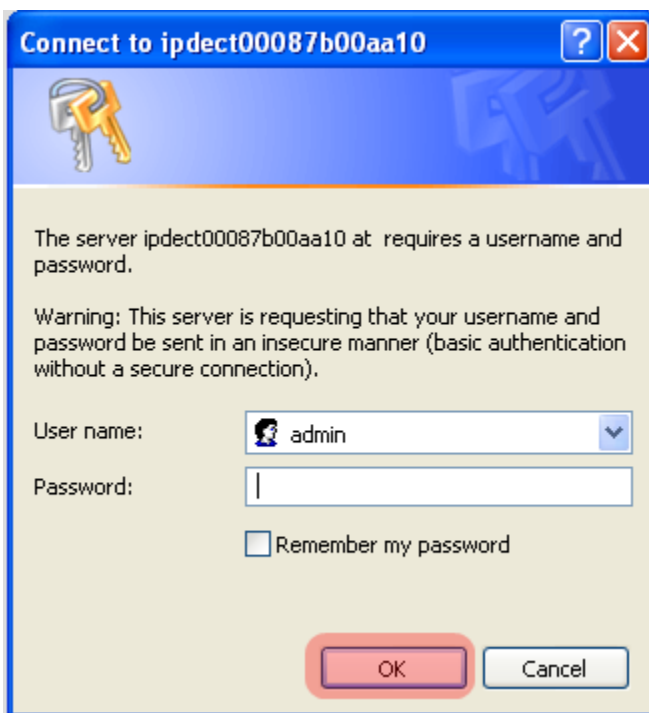 Connect to ipdect00087b00aa10
?
The server ipdect00087b00aa10 at  requires a username and
password.
Warning: This server is requesting that your username and
password be sent in an insecure manner (basic authentication
without a secure connection).
User name:
admin
Password:
Remember my password
OK
Cancel